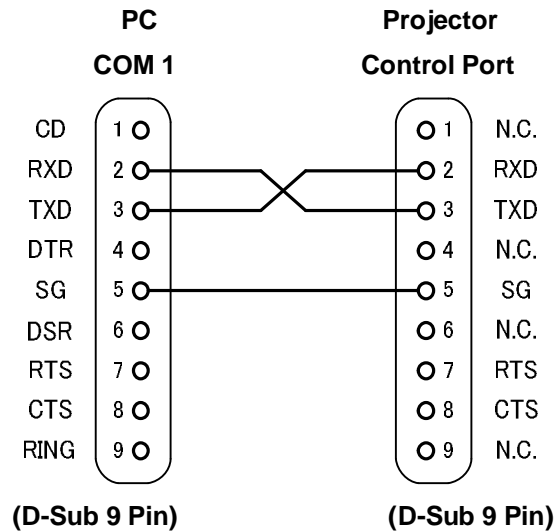 PC Projector
COM 1 Control Port
CD 1 1 N.C.
RXD 2 2 RXD
TXD 3 3 TXD
DTR 4 4 N.C.
SG 5 5 SG
DSR 6 6 N.C.
RTS 7 7 RTS
CTS 8 8 CTS
RING 9 9 N.C.
(D-Sub 9 Pin) (D-Sub 9 Pin)